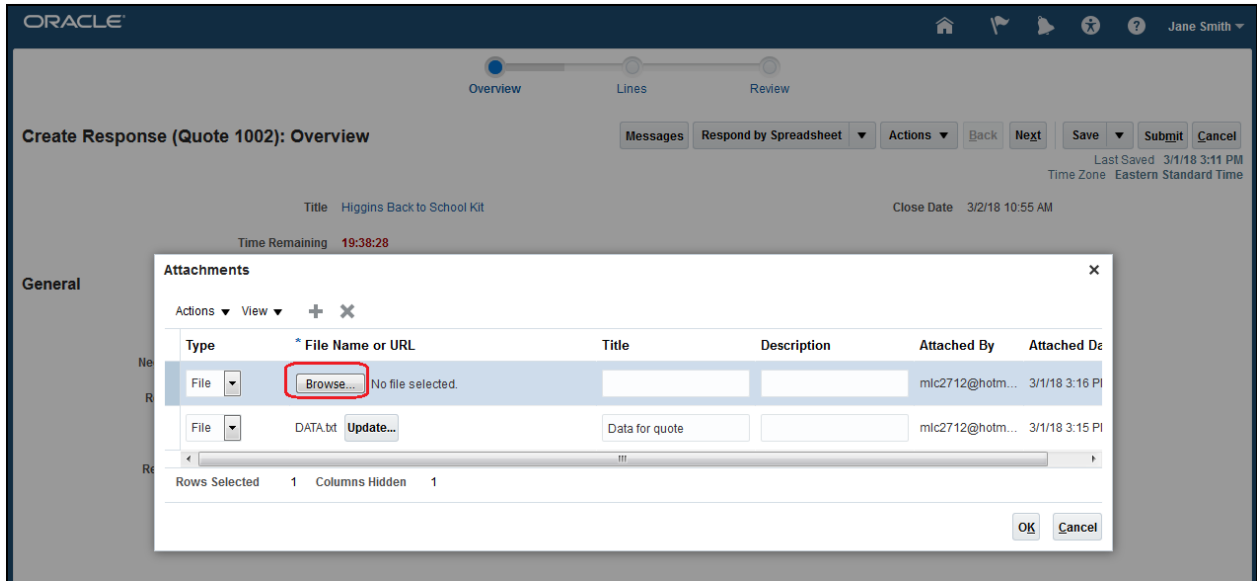 ORACLE
Jane Smith
Overview Lines Review
Create Response (Quote 1002): Overview
Messages Respond by Spreadsheet Actions Back Next Save Submit Cancel
Last Saved 3/1/18 3:11 PM
Time Zone Eastern Standard Time
Title Higgins Back to School Kit Close Date 3/2/18 10:55 AM
Time Remaining 19:38:28
General
Attachments
Actions View
Type * File Name or URL Title Description Attached By Attached Da
Ne
File Browse... No file selected. mlc2712@hotm... 3/1/18 3:16 P
R
File DATA.txt Update... Data for quote mlc2712@hotm... 3/1/18 3:15 P
Re
Rows Selected 1 Columns Hidden 1
OK Cancel